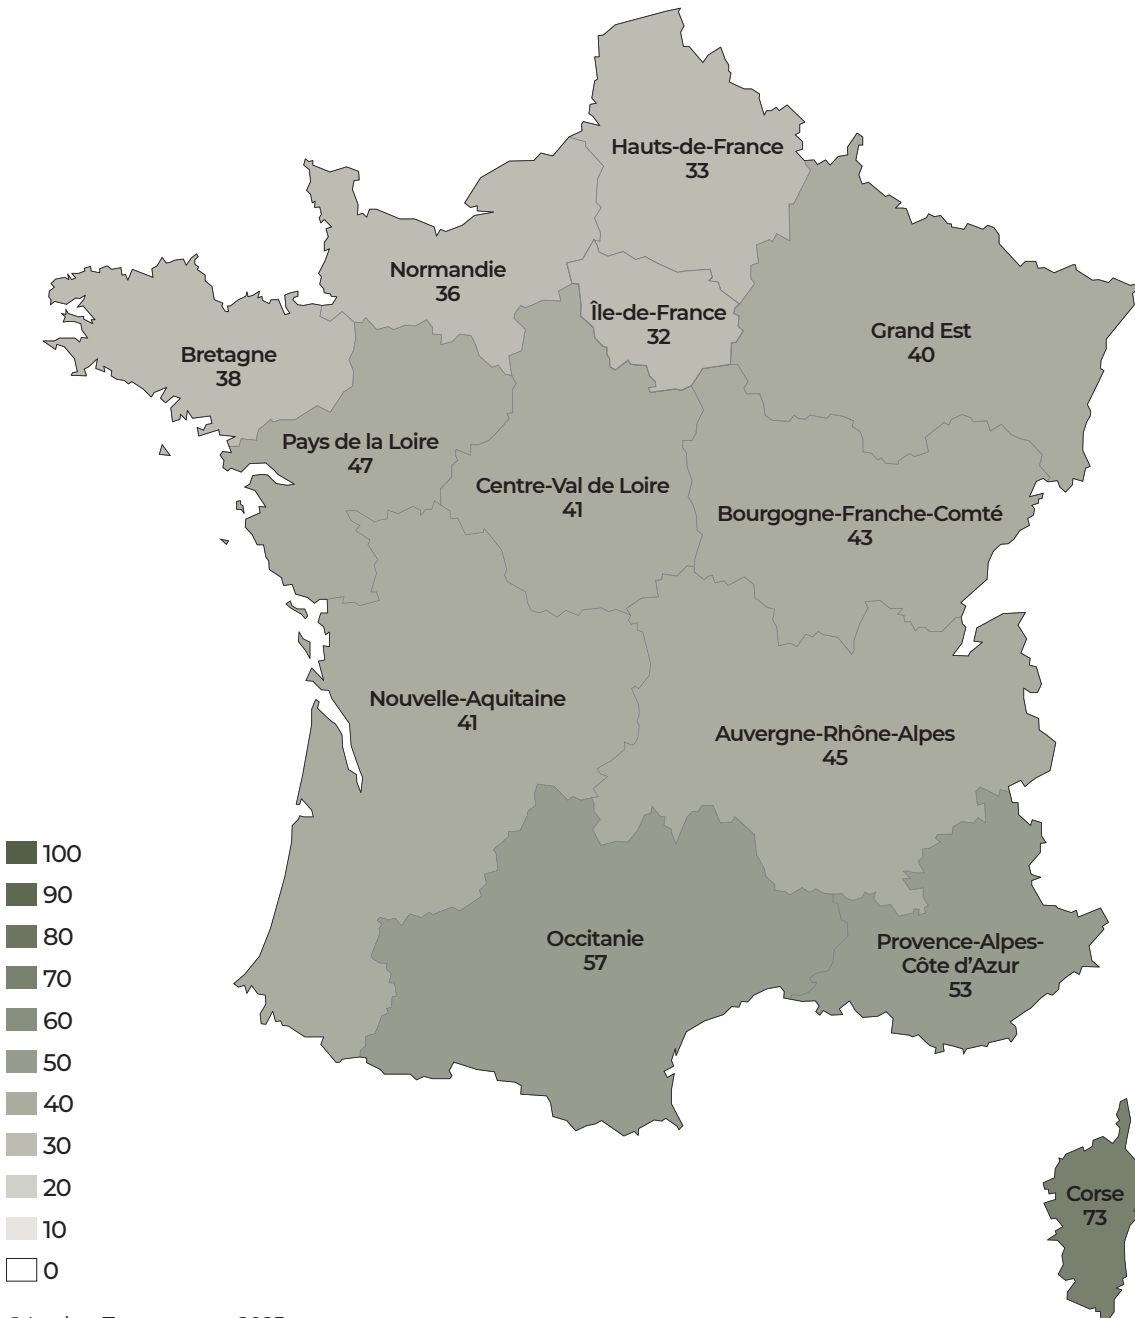 Hauts-de-France
33
Normandie
36
Île-de-France
32
Grand Est
40
Bretagne
38
Pays de la Loire
47
Centre-Val de Loire
41
Bourgogne-Franche-Comté
43
Nouvelle-Aquitaine
41
Auvergne-Rhône-Alpes
45
Occitanie
57
Provence-Alpes-
Côte d'Azur
53
Corse
73
100
90
80
70
60
50
40
30
20
10
0